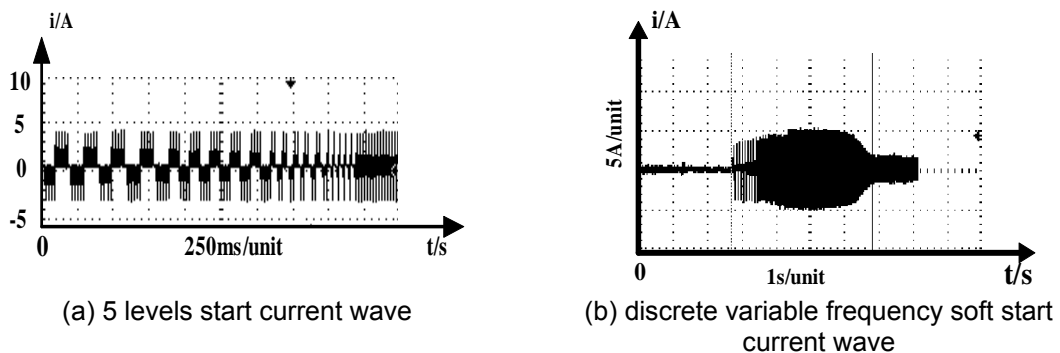 i/A
10
5
0
-5
0
250ms/unit
t/s
(a) 5 levels start current wave
i/A
5A/unit
0
1s/unit
t/s
(b) discrete variable frequency soft start
current wave